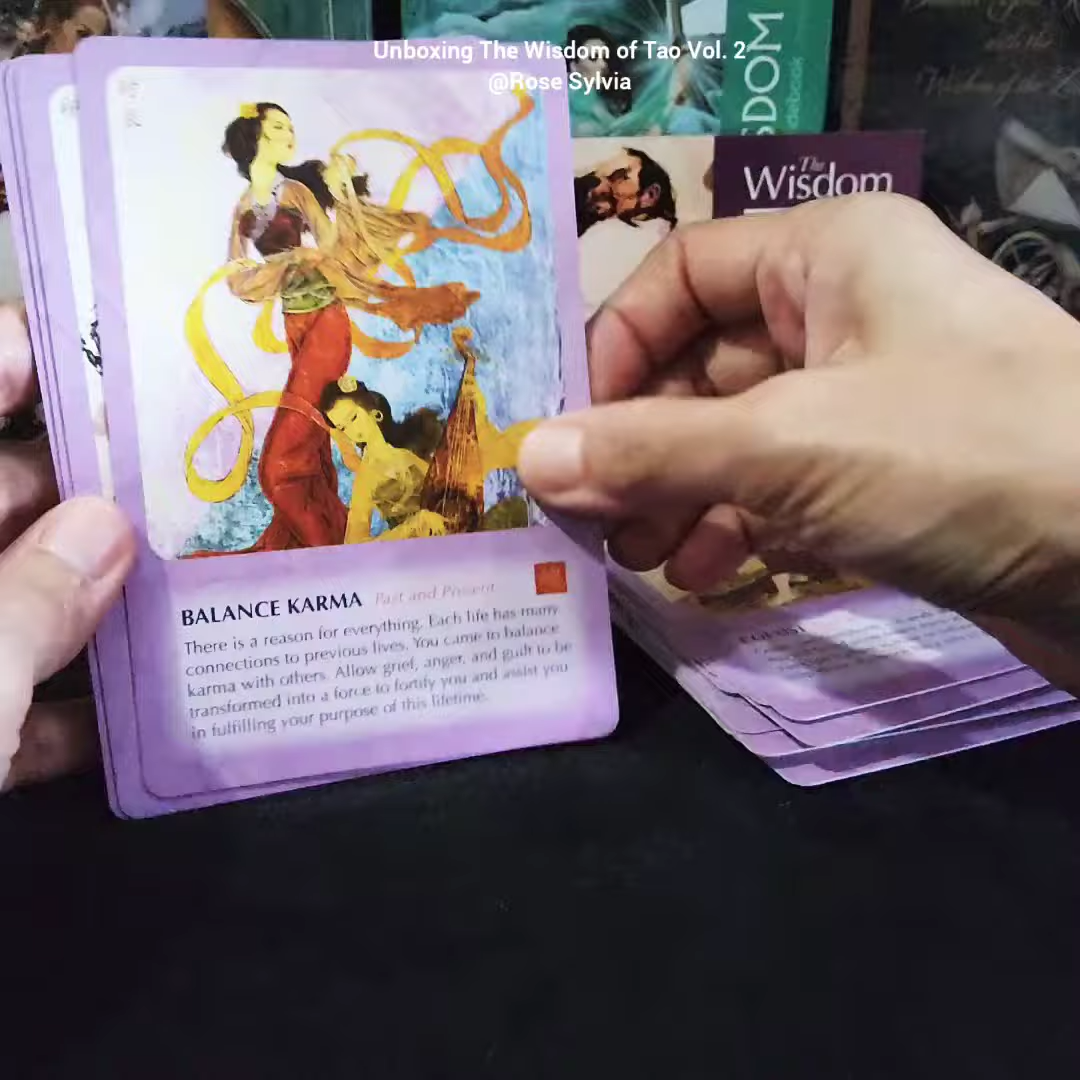 Unboxing The Wisdom of Tao Vol. 2
@Rose Sylvia
WISDOM
The
Wisdom
BALANCE KARMA Past and Present
There is a reason for everything. Each life has many
connections to previous lives. You came to balance
karma with others. Allow grief, anger, and guilt to be
transformed into a force to fortify you and assist you
in fulfilling your purpose of this lifetime.